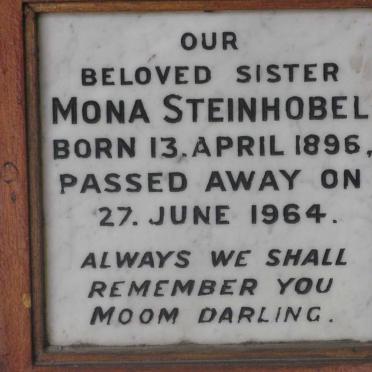 OUR
BELOVED SISTER
MONA STEINHOBEL
BORN 13. APRIL 1896,
PASSED AWAY ON
27. JUNE 1964.
ALWAYS WE SHALL
REMEMBER YOU
MOOM DARLING.